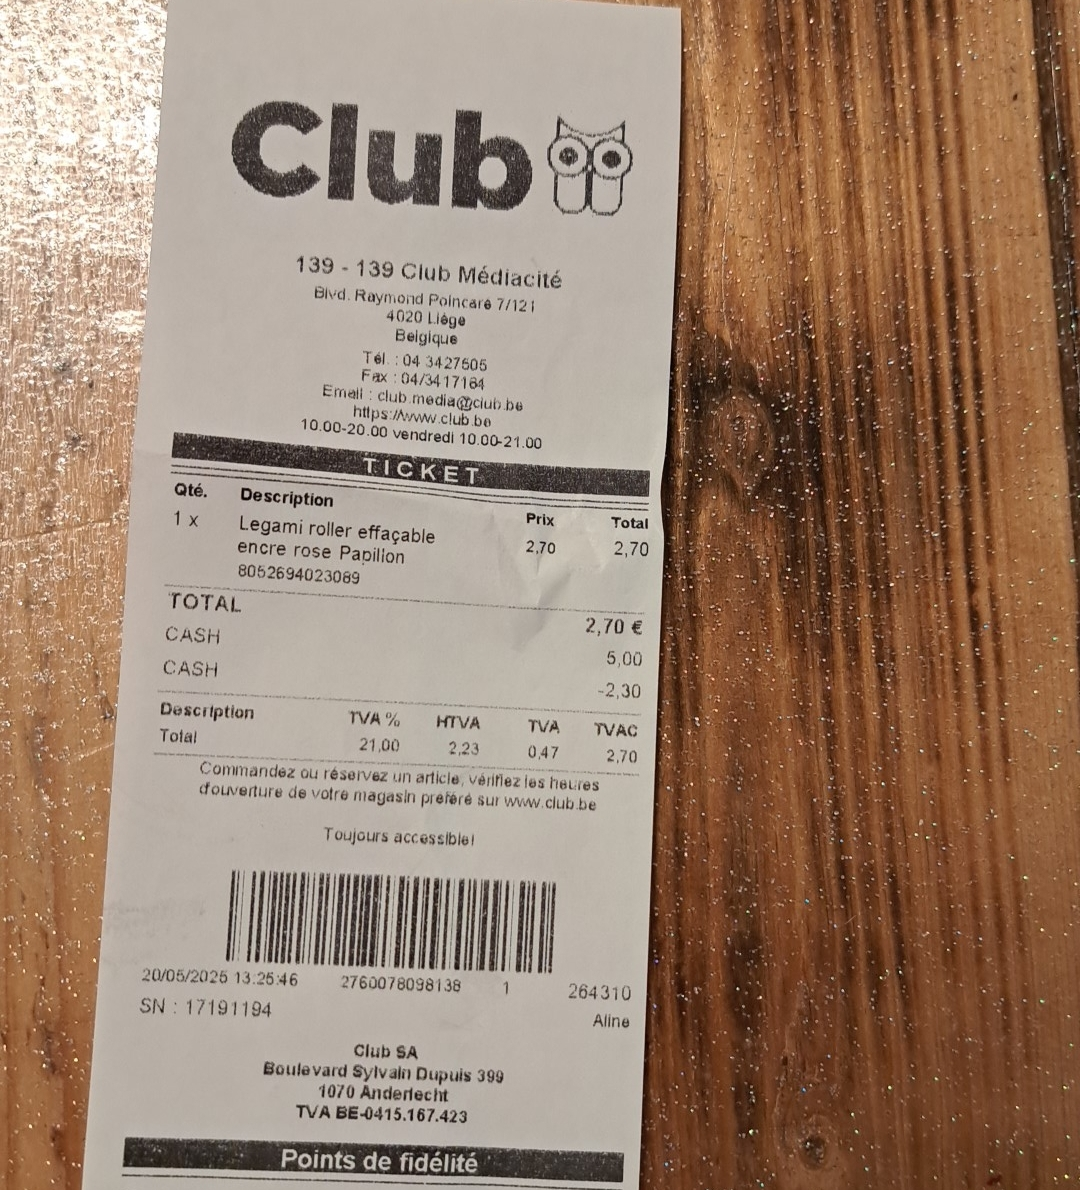 Club
139 - 139 Club Médiacité
Blvd. Raymond Poincaré 7/121
4020 Liège
Belgique
Tél. : 04 3427605
Fax : 04/3417164
Email : club.media@club.be
https://www.club.be
10.00-20.00 vendredi 10.00-21.00
TICKET
Qté. Description Prix Total
1 x Legami roller effaçable 2,70 2,70
encre rose Papillon
8052694023089
TOTAL 2,70 €
CASH 5,00
CASH -2,30
Description TVA % HTVA TVA TVAC
Total 21,00 2,23 0,47 2,70
Commandez ou réservez un article, vérifiez les heures
d'ouverture de votre magasin préféré sur www.club.be
Toujours accessible!
20/05/2025 13:25:46 2760078098138 1 264310
SN : 17191194 Aline
Club SA
Boulevard Sylvain Dupuis 399
1070 Anderlecht
TVA BE-0415.167.423
Points de fidélité